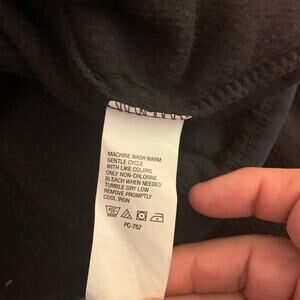 MACHINE WASH WARM
GENTLE CYCLE
WITH LIKE COLORS
ONLY NON-CHLORINE
BLEACH WHEN NEEDED
TUMBLE DRY LOW
REMOVE PROMPTLY
COOL IRON
PC-757